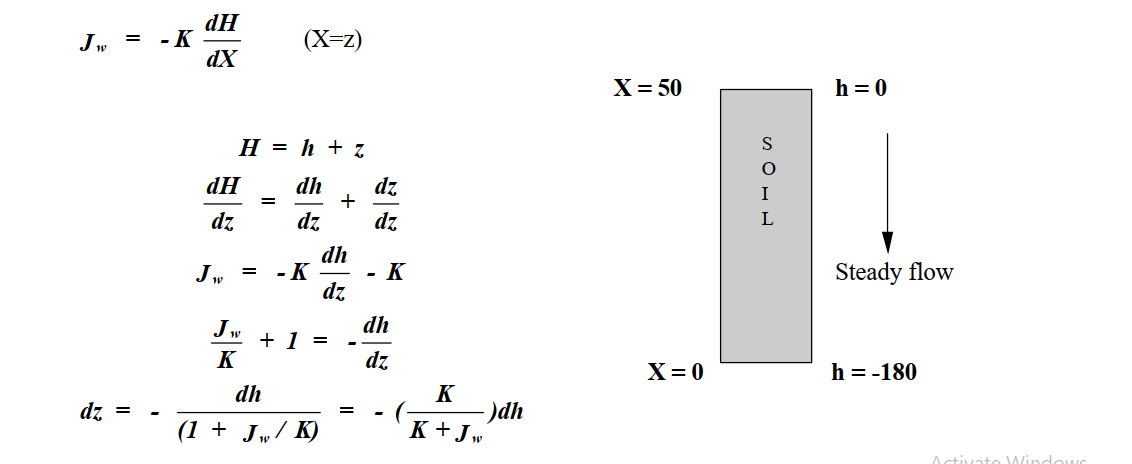 J_w = - K dH/dX (X=z)
H = h + z
dH/dz = dh/dz + dz/dz
J_w = - K dh/dz - K
J_w/K + 1 = - dh/dz
dz = - dh/(1 + J_w / K) = - (K/(K + J_w))dh
X = 50
h = 0
S
O
I
L
Steady flow
X = 0
h = -180